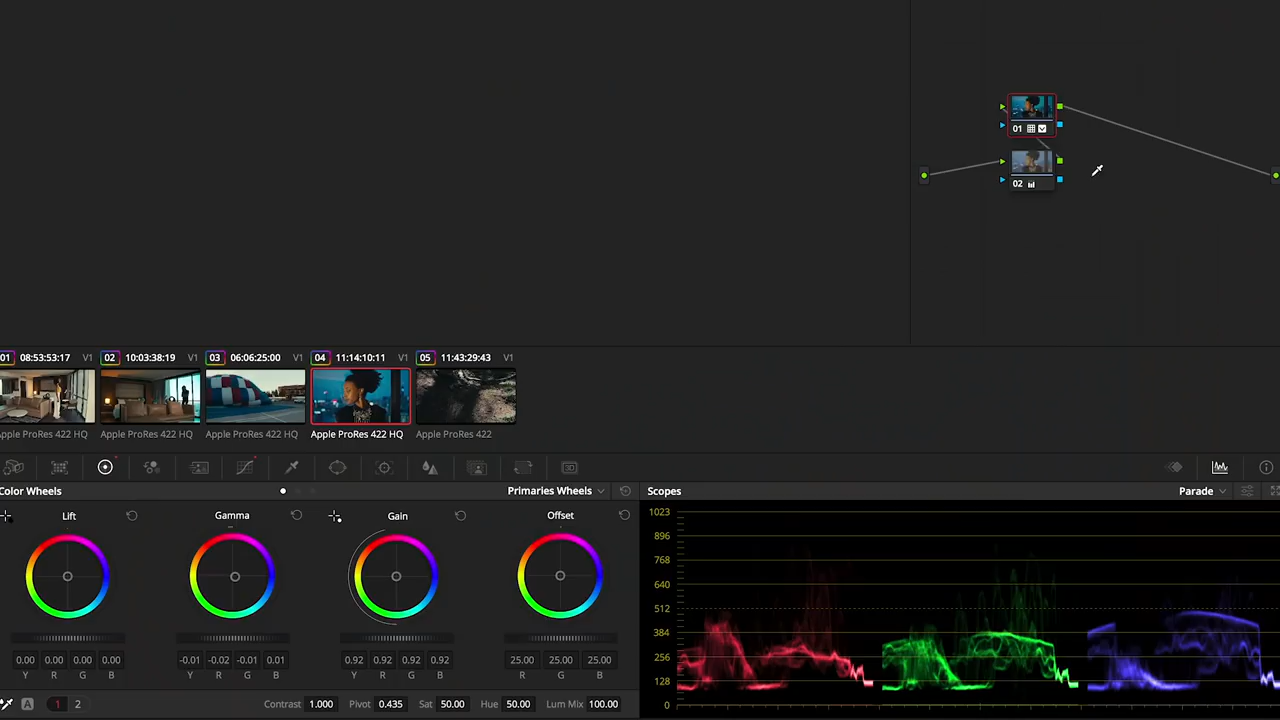 01
02
01 08:53:53:17 V1 02 10:03:38:19 V1 03 06:06:25:00 V1 04 11:14:10:11 V1 05 11:43:29:43 V1
Apple ProRes 422 HQ Apple ProRes 422 HQ Apple ProRes 422 HQ Apple ProRes 422 HQ Apple ProRes 422
3D
Color Wheels Primaries Wheels Scopes Parade
Lift Gamma Gain Offset
1023
896
768
640
512
384
256
128
0
0.00 0.00 0.00 0.00 -0.01 -0.02 -0.01 0.01 0.92 0.92 0.92 0.92 25.00 25.00 25.00
Y R G B Y R G B Y R G B R G B
A 1 2 Contrast 1.000 Pivot 0.435 Sat 50.00 Hue 50.00 Lum Mix 100.00